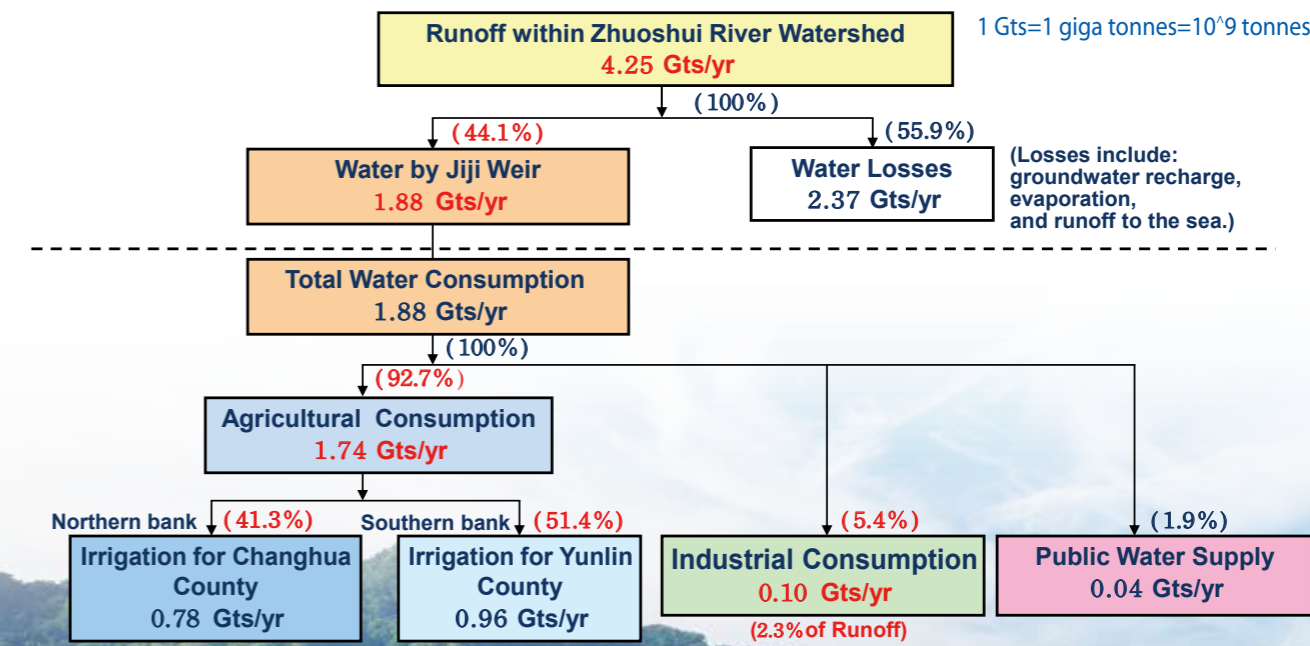 Runoff within Zhuoshui River Watershed
4.25 Gts/yr
1 Gts=1 giga tonnes=10^9 tonnes
(100%)
(44.1%)
(55.9%)
Water by Jiji Weir
1.88 Gts/yr
Water Losses
2.37 Gts/yr
(Losses include:
groundwater recharge,
evaporation,
and runoff to the sea.)
Total Water Consumption
1.88 Gts/yr
(100%)
(92.7%)
Agricultural Consumption
1.74 Gts/yr
Northern bank
(41.3%)
Southern bank
(51.4%)
(5.4%)
(1.9%)
Irrigation for Changhua
County
0.78 Gts/yr
Irrigation for Yunlin
County
0.96 Gts/yr
Industrial Consumption
0.10 Gts/yr
(2.3%of Runoff)
Public Water Supply
0.04 Gts/yr